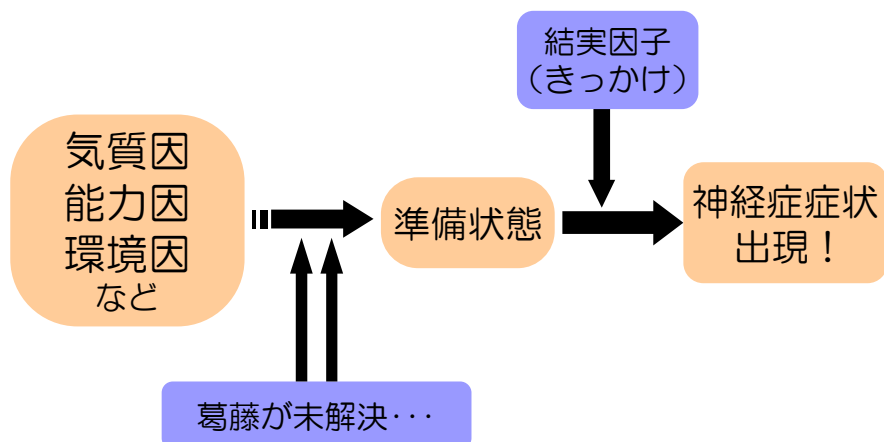 結実因子
（きっかけ）
気質因
能力因
環境因
など
準備状態
神経症症状
出現！
葛藤が未解決･･･